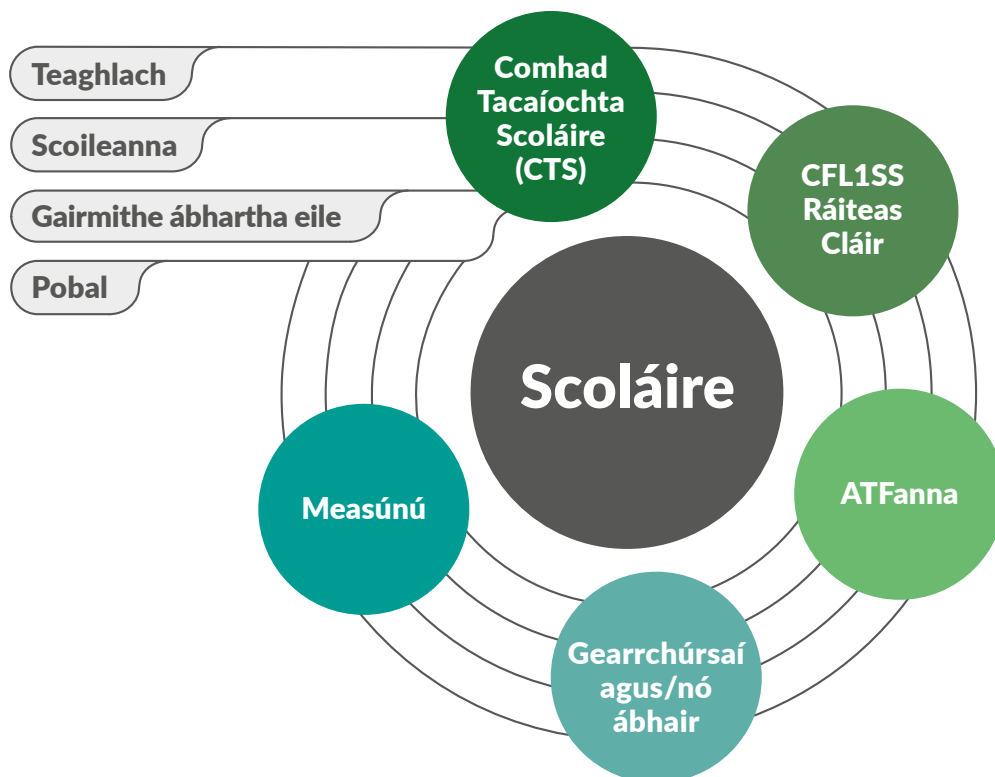 Teaghlach
Scoileanna
Gairmithe ábhartha eile
Pobal
Comhad
Tacaíochta
Scoláire
(CTS)
CFL1SS
Ráiteas
Cláir
Scoláire
ATFanna
Measúnú
Gearrchúrsaí
agus/nó
ábhair